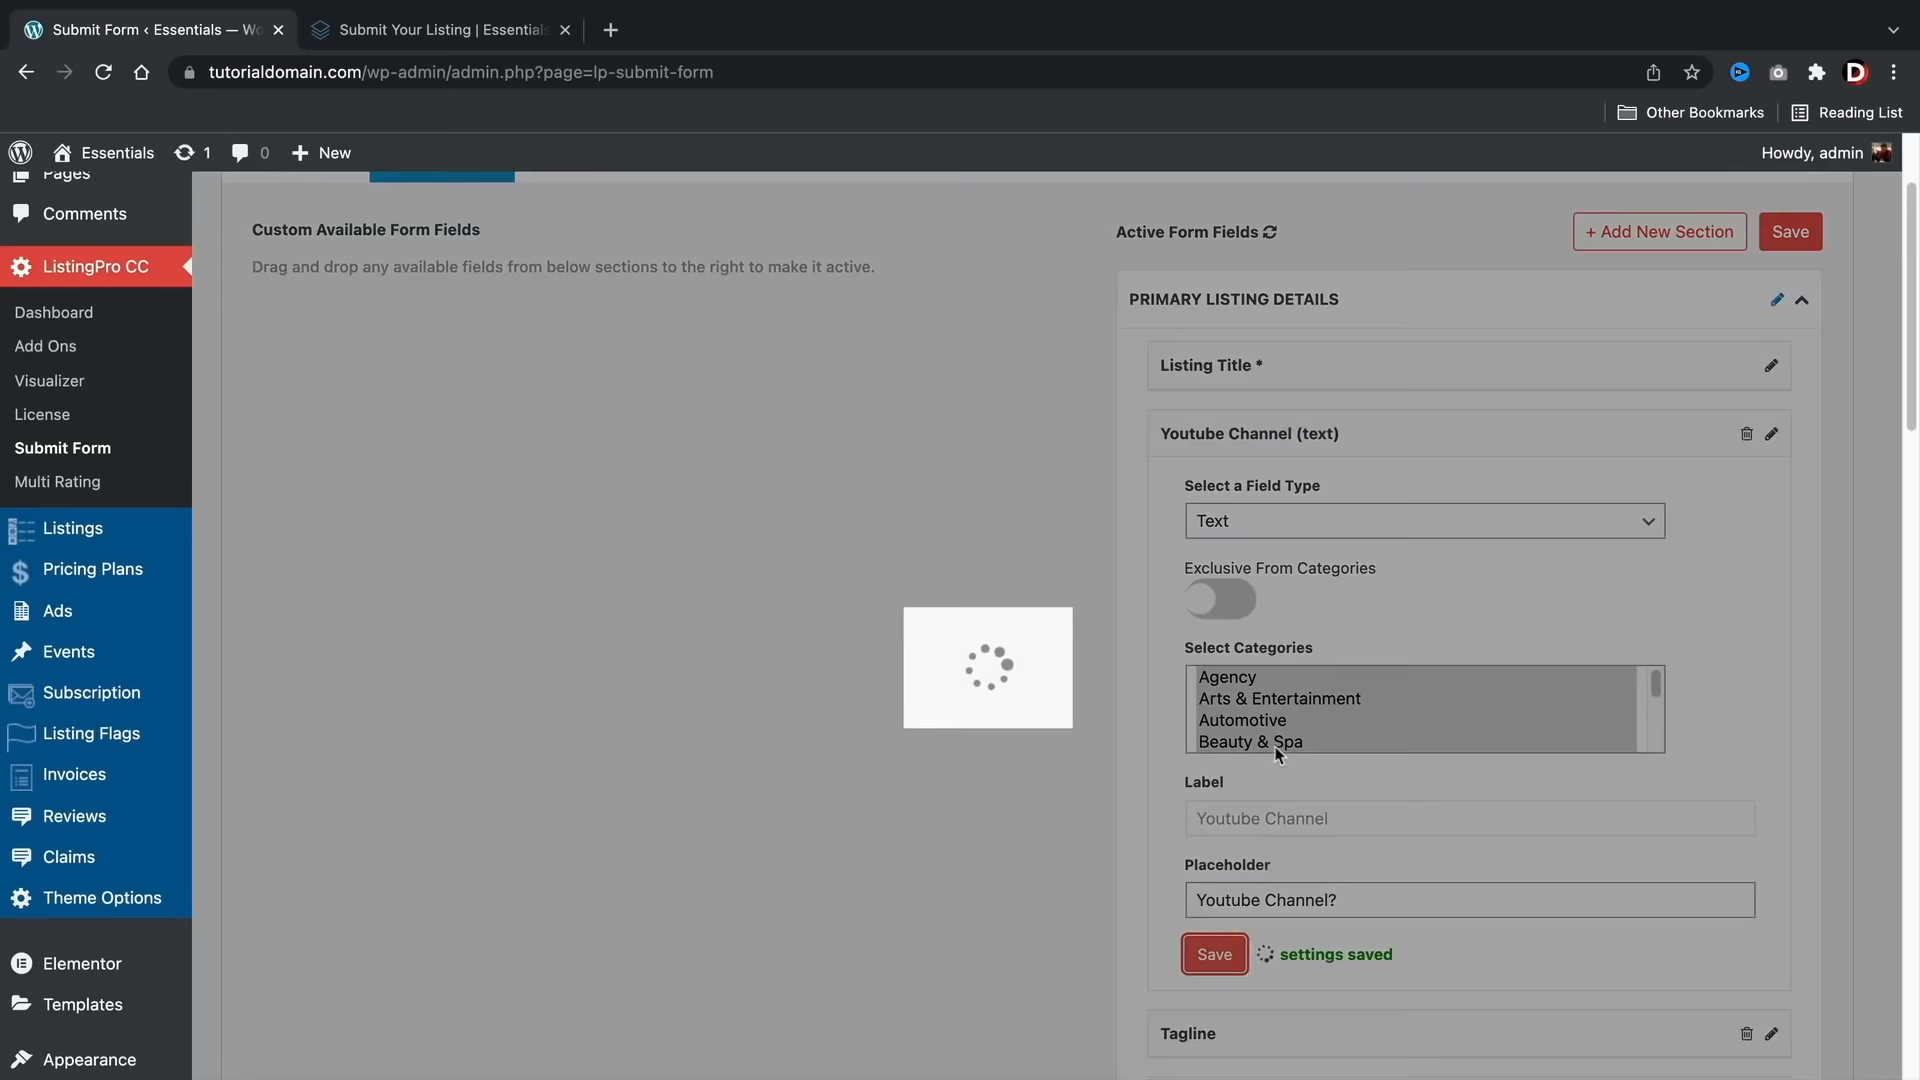 Submit Form ‹ Essentials — Wo
Submit Your Listing | Essentials
tutorialdomain.com/wp-admin/admin.php?page=lp-submit-form
Other Bookmarks
Reading List
Essentials
1
0
New
Howdy, admin
Pages
Comments
ListingPro CC
Dashboard
Add Ons
Visualizer
License
Submit Form
Multi Rating
Listings
Pricing Plans
Ads
Events
Subscription
Listing Flags
Invoices
Reviews
Claims
Theme Options
Elementor
Templates
Appearance
Custom Available Form Fields
Drag and drop any available fields from below sections to the right to make it active.
Active Form Fields
+ Add New Section
Save
PRIMARY LISTING DETAILS
Listing Title *
Youtube Channel (text)
Select a Field Type
Text
Exclusive From Categories
Select Categories
Agency
Arts & Entertainment
Automotive
Beauty & Spa
Label
Youtube Channel
Placeholder
Youtube Channel?
Save
settings saved
Tagline